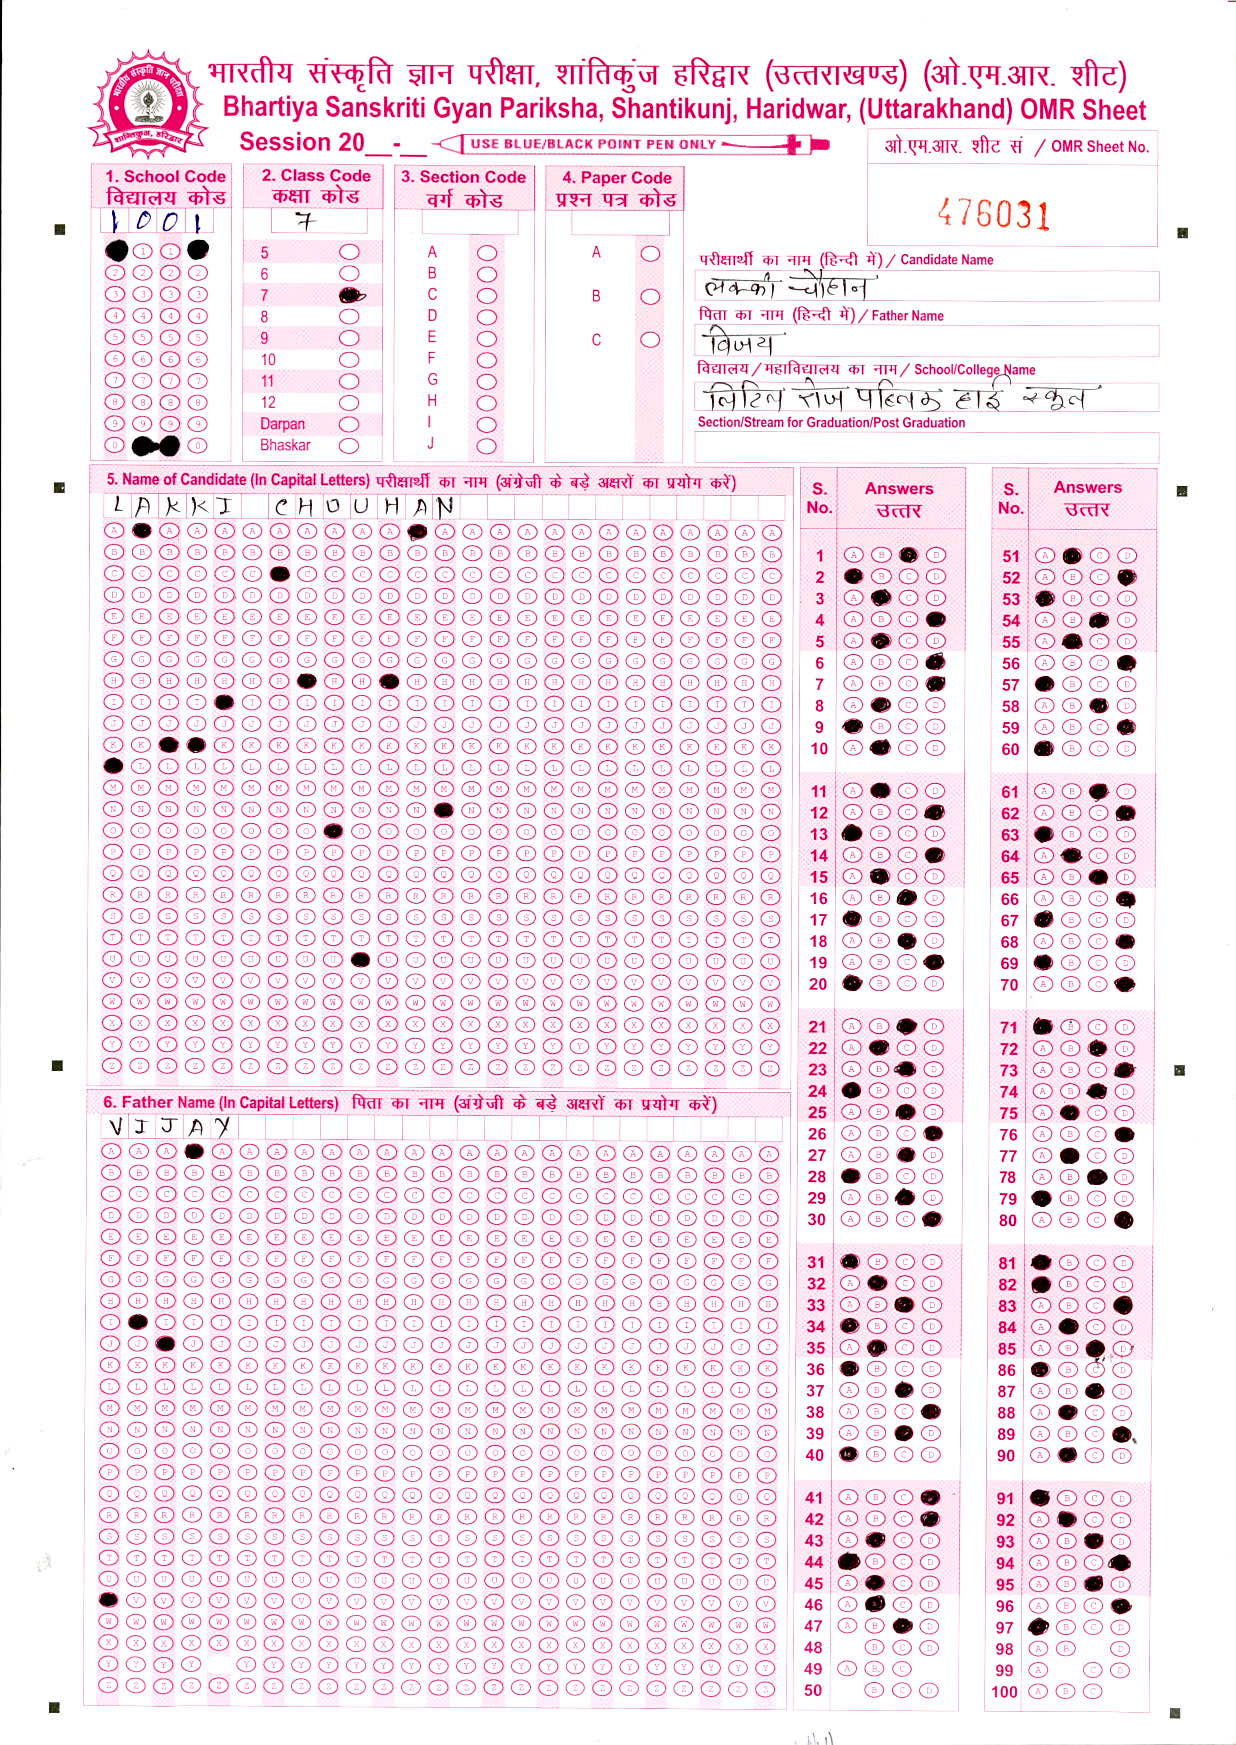 भारतीय संस्कृति ज्ञान परीक्षा, शांतिकुंज हरिद्वार (उत्तराखण्ड) (ओ.एम.आर. शीट)
Bhartiya Sanskriti Gyan Pariksha, Shantikunj, Haridwar, (Uttarakhand) OMR Sheet
Session 20__-__ USE BLUE/BLACK POINT PEN ONLY
ओ.एम.आर. शीट सं / OMR Sheet No.
476031
1. School Code
विद्यालय कोड
1 0 0 1
2. Class Code
कक्षा कोड
7
5
6
7
8
9
10
11
12
Darpan
Bhaskar
3. Section Code
वर्ग कोड
A
B
C
D
E
F
G
H
I
J
4. Paper Code
प्रश्न पत्र कोड
A
B
C
परीक्षार्थी का नाम (हिन्दी में) / Candidate Name
लक्की चौहान
पिता का नाम (हिन्दी में) / Father Name
विजय
विद्यालय / महाविद्यालय का नाम / School/College Name
लिटिल रोज पब्लिक हाई स्कूल
Section/Stream for Graduation/Post Graduation
5. Name of Candidate (In Capital Letters) परीक्षार्थी का नाम (अंग्रेजी के बड़े अक्षरों का प्रयोग करें)
LAKKI CHOUHAN
6. Father Name (In Capital Letters) पिता का नाम (अंग्रेजी के बड़े अक्षरों का प्रयोग करें)
VIJAY
S. No. Answers उत्तर
1
2
3
4
5
6
7
8
9
10
11
12
13
14
15
16
17
18
19
20
21
22
23
24
25
26
27
28
29
30
31
32
33
34
35
36
37
38
39
40
41
42
43
44
45
46
47
48
49
50
S. No. Answers उत्तर
51
52
53
54
55
56
57
58
59
60
61
62
63
64
65
66
67
68
69
70
71
72
73
74
75
76
77
78
79
80
81
82
83
84
85
86
87
88
89
90
91
92
93
94
95
96
97
98
99
100